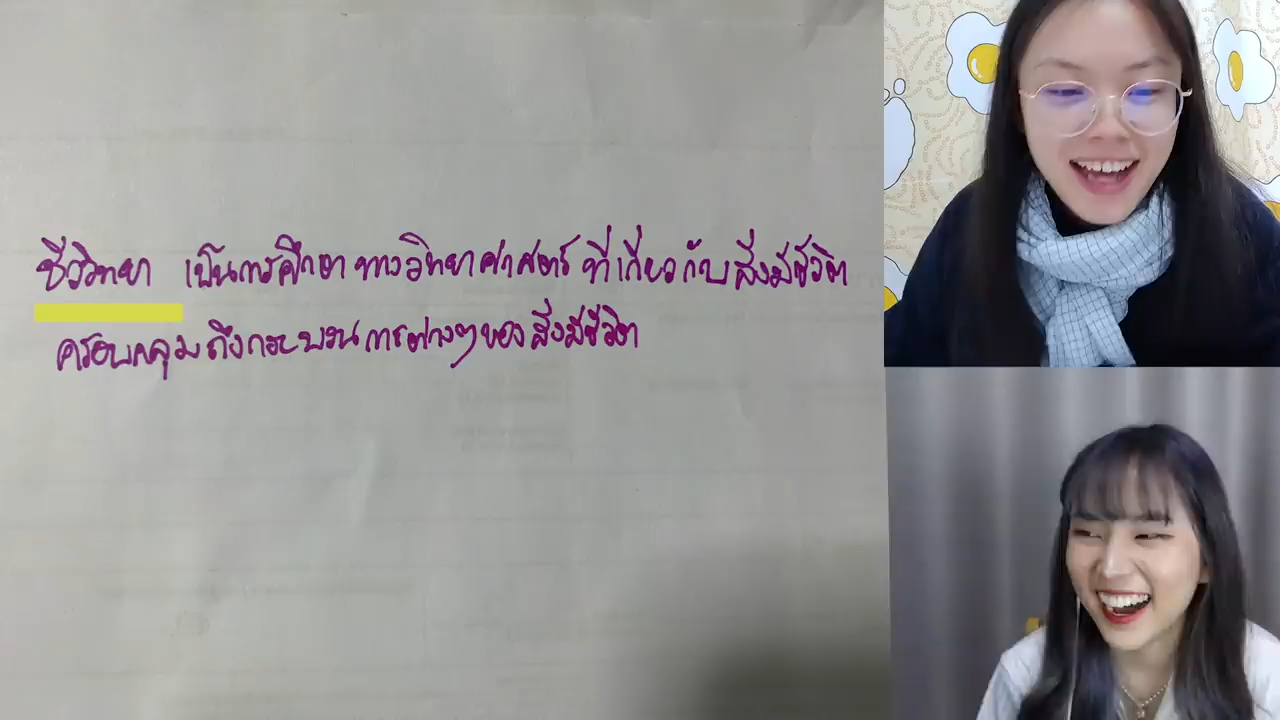 ชีววิทยา เป็นการศึกษาทางวิทยาศาสตร์ ที่เกี่ยวกับสิ่งมีชีวิต
ครอบคลุมถึงกระบวนการต่างๆของสิ่งมีชีวิต